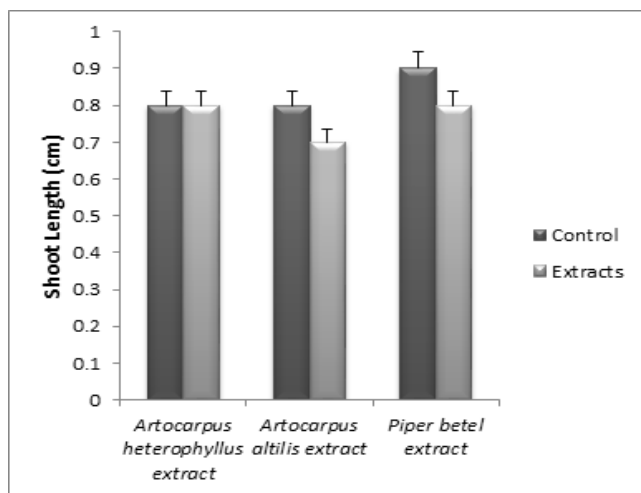 1
0.9
0.8
0.7
0.6
0.5
0.4
0.3
0.2
0.1
0
Shoot Length (cm)
Control
Extracts
Artocarpus heterophyllus extract
Artocarpus altilis extract
Piper betel extract